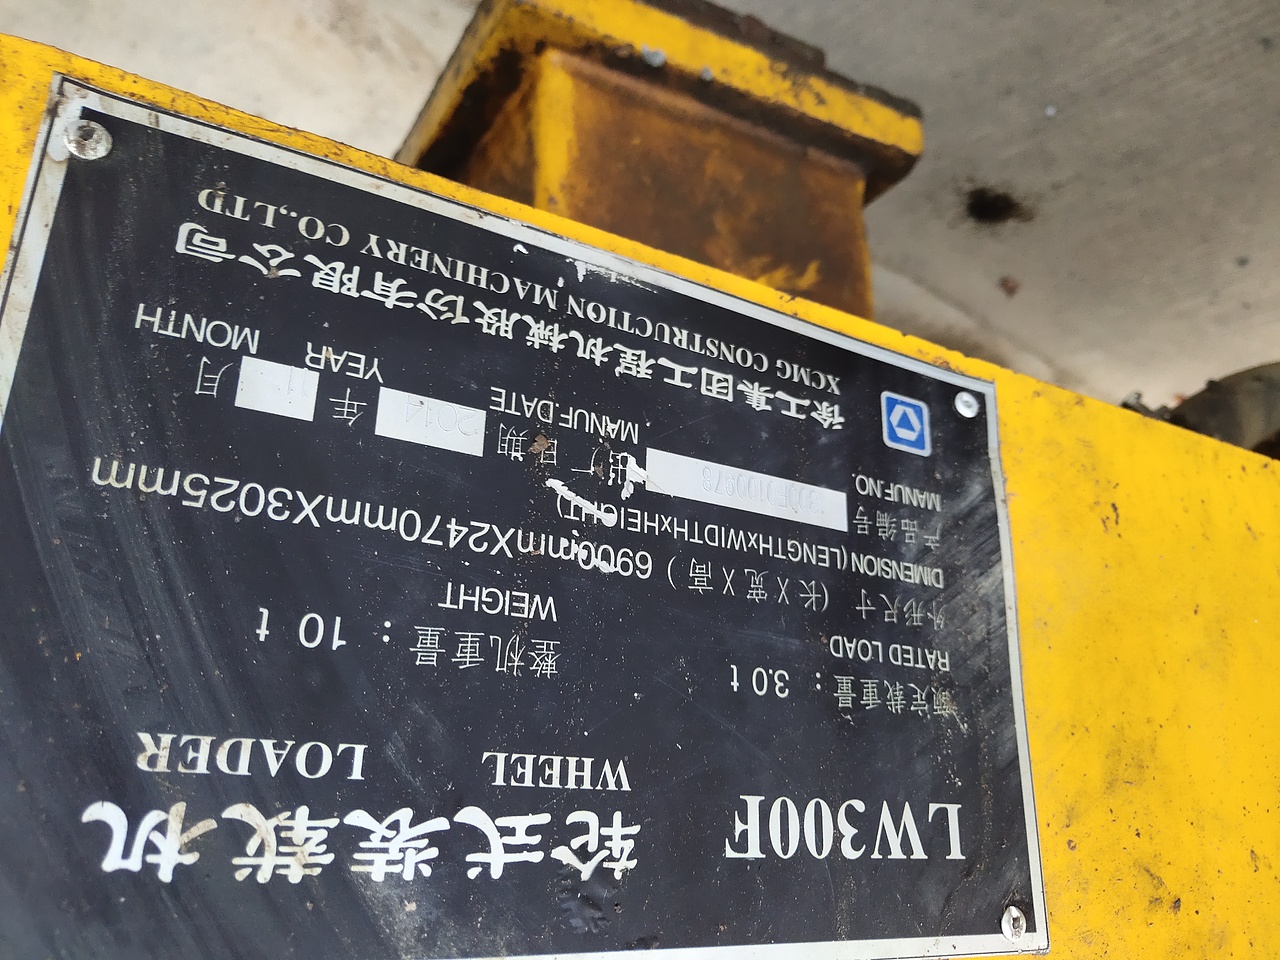 LW300F 轮式装载机
WHEEL LOADER
额定载重量：3.0 t 整机重量：10 t
RATED LOAD WEIGHT
外形尺寸 (长X宽X高) 6900mmX2470mmX3025mm
DIMENSION (LENGTHxWIDTHxHEIGHT)
产品编号 出厂日期 2014 年 11 月
MANUF.NO. MANUF.DATE YEAR MONTH
徐工集团工程机械股份有限公司
XCMG CONSTRUCTION MACHINERY CO.,LTD